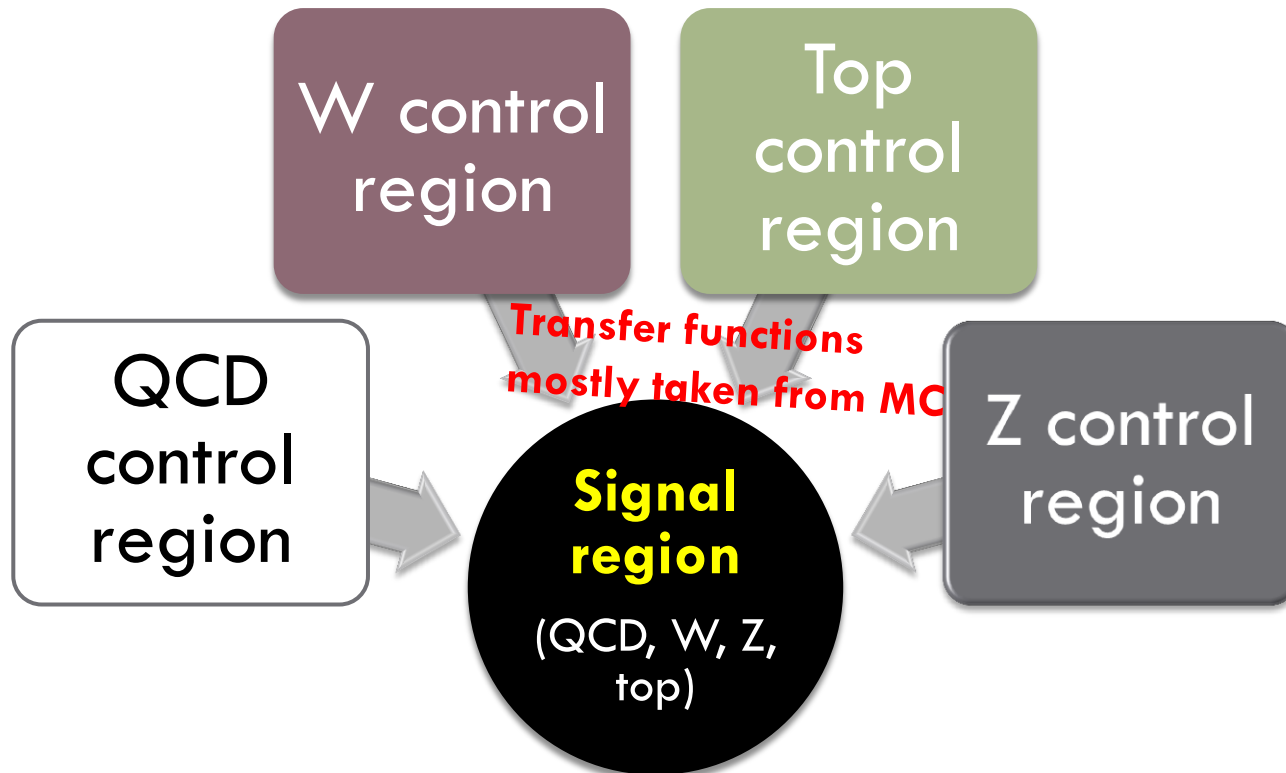 W control
region
Top
control
region
Transfer functions
mostly taken from MC
QCD
control
region
Z control
region
Signal
region
(QCD, W, Z,
top)